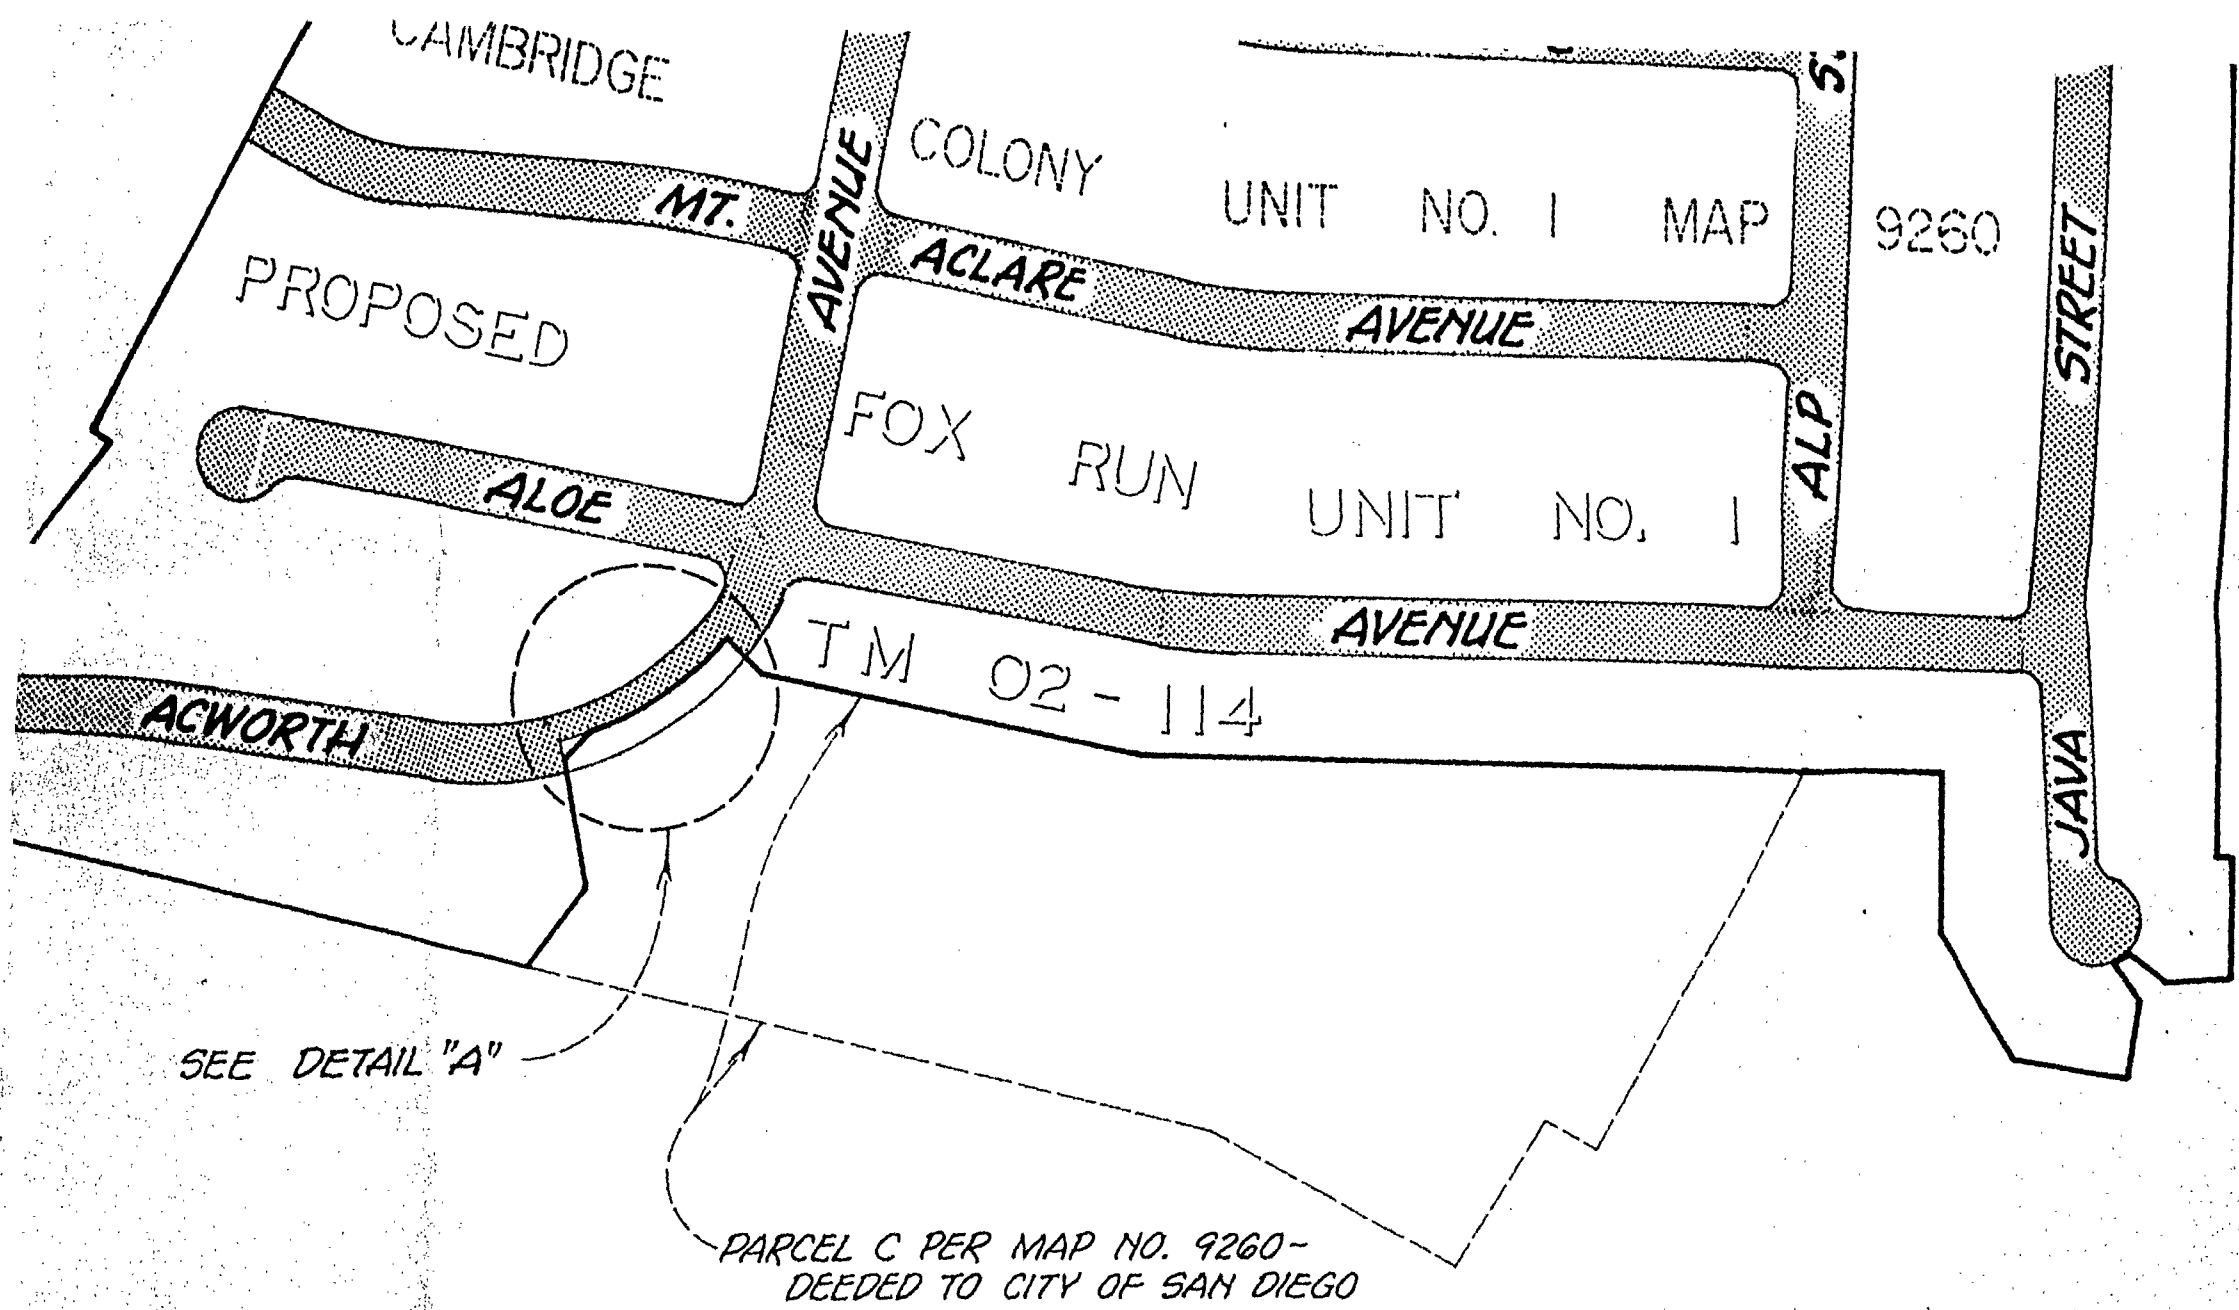 CAMBRIDGE
COLONY
UNIT NO. 1 MAP 9260
S.
MT. ACLARE AVENUE
AVENUE
STREET
PROPOSED
FOX RUN UNIT NO. 1
ALP
ALOE AVENUE
TM 02-114
ACWORTH
JAVA
SEE DETAIL "A"
PARCEL C PER MAP NO. 9260-
DEEDED TO CITY OF SAN DIEGO